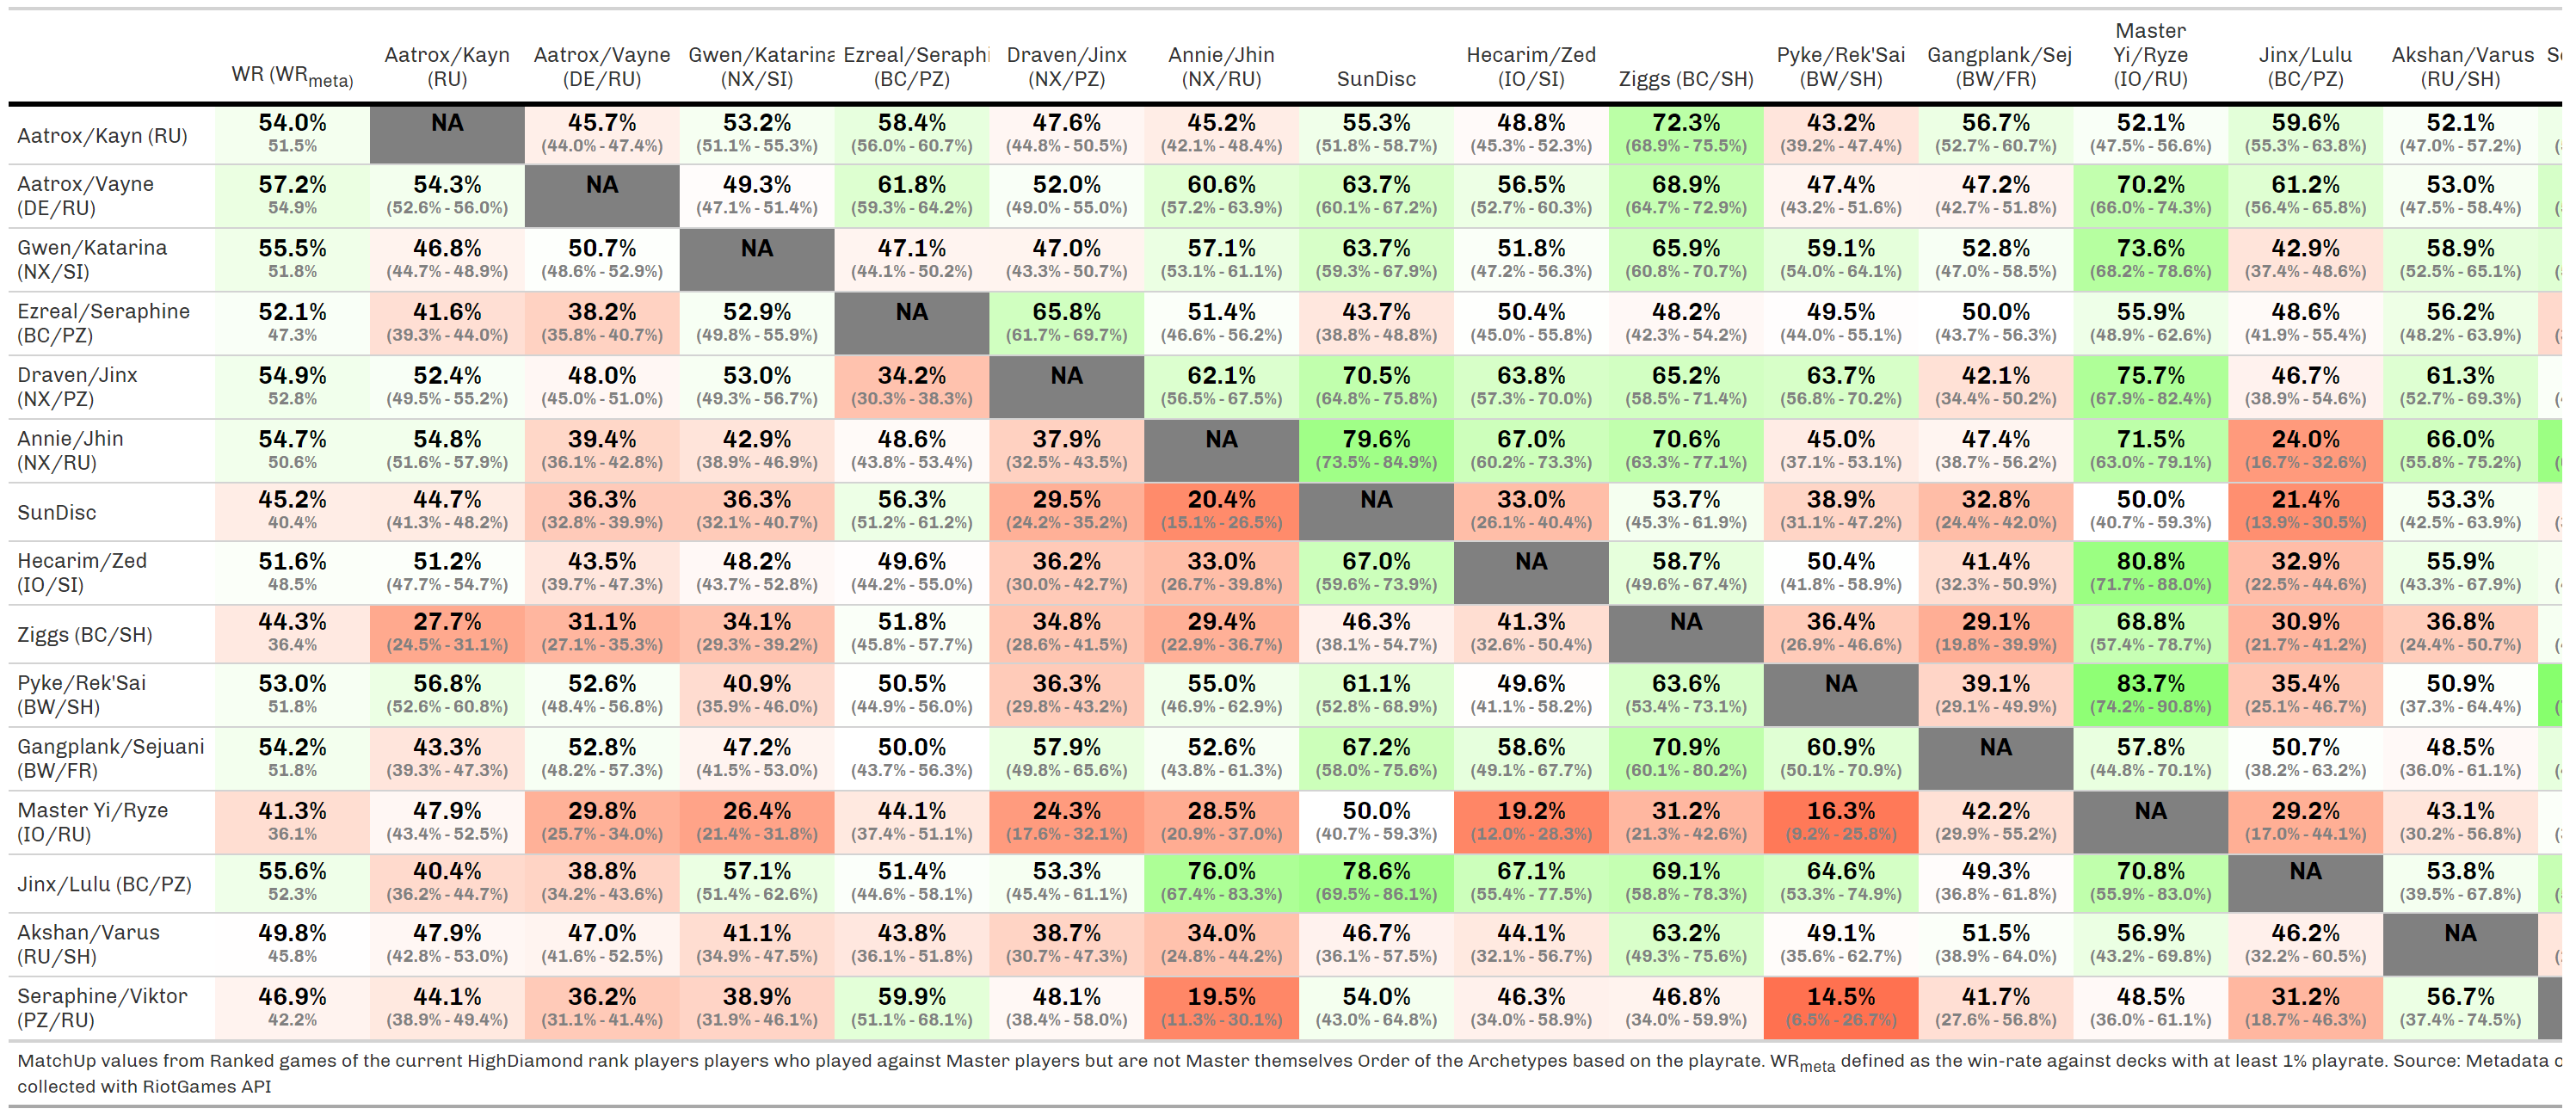 WR (WRmeta) Aatrox/Kayn (RU) Aatrox/Vayne (DE/RU) Gwen/Katarina (NX/SI) Ezreal/Seraphi (BC/PZ) Draven/Jinx (NX/PZ) Annie/Jhin (NX/RU) SunDisc Hecarim/Zed (IO/SI) Ziggs (BC/SH) Pyke/Rek'Sai (BW/SH) Gangplank/Sej (BW/FR) Master Yi/Ryze (IO/RU) Jinx/Lulu (BC/PZ) Akshan/Varus (RU/SH)
Aatrox/Kayn (RU) 54.0% NA 45.7% 53.2% 58.4% 47.6% 45.2% 55.3% 48.8% 72.3% 43.2% 56.7% 52.1% 59.6% 52.1%
51.5% (44.0% - 47.4%) (51.1% - 55.3%) (56.0% - 60.7%) (44.8% - 50.5%) (42.1% - 48.4%) (51.8% - 58.7%) (45.3% - 52.3%) (68.9% - 75.5%) (39.2% - 47.4%) (52.7% - 60.7%) (47.5% - 56.6%) (55.3% - 63.8%) (47.0% - 57.2%)
Aatrox/Vayne 57.2% 54.3% NA 49.3% 61.8% 52.0% 60.6% 63.7% 56.5% 68.9% 47.4% 47.2% 70.2% 61.2% 53.0%
(DE/RU) 54.9% (52.6% - 56.0%) (47.1% - 51.4%) (59.3% - 64.2%) (49.0% - 55.0%) (57.2% - 63.9%) (60.1% - 67.2%) (52.7% - 60.3%) (64.7% - 72.9%) (43.2% - 51.6%) (42.7% - 51.8%) (66.0% - 74.3%) (56.4% - 65.8%) (47.5% - 58.4%)
Gwen/Katarina 55.5% 46.8% 50.7% NA 47.1% 47.0% 57.1% 63.7% 51.8% 65.9% 59.1% 52.8% 73.6% 42.9% 58.9%
(NX/SI) 51.8% (44.7% - 48.9%) (48.6% - 52.9%) (44.1% - 50.2%) (43.3% - 50.7%) (53.1% - 61.1%) (59.3% - 67.9%) (47.2% - 56.3%) (60.8% - 70.7%) (54.0% - 64.1%) (47.0% - 58.5%) (68.2% - 78.6%) (37.4% - 48.6%) (52.5% - 65.1%)
Ezreal/Seraphine 52.1% 41.6% 38.2% 52.9% NA 65.8% 51.4% 43.7% 50.4% 48.2% 49.5% 50.0% 55.9% 48.6% 56.2%
(BC/PZ) 47.3% (39.3% - 44.0%) (35.8% - 40.7%) (49.8% - 55.9%) (61.7% - 69.7%) (46.6% - 56.2%) (38.8% - 48.8%) (45.0% - 55.8%) (42.3% - 54.2%) (44.0% - 55.1%) (43.7% - 56.3%) (48.9% - 62.6%) (41.9% - 55.4%) (48.2% - 63.9%)
Draven/Jinx 54.9% 52.4% 48.0% 53.0% 34.2% NA 62.1% 70.5% 63.8% 65.2% 63.7% 42.1% 75.7% 46.7% 61.3%
(NX/PZ) 52.8% (49.5% - 55.2%) (45.0% - 51.0%) (49.3% - 56.7%) (30.3% - 38.3%) (56.5% - 67.5%) (64.8% - 75.8%) (57.3% - 70.0%) (58.5% - 71.4%) (56.8% - 70.2%) (34.4% - 50.2%) (67.9% - 82.4%) (38.9% - 54.6%) (52.7% - 69.3%)
Annie/Jhin 54.7% 54.8% 39.4% 42.9% 48.6% 37.9% NA 79.6% 67.0% 70.6% 45.0% 47.4% 71.5% 24.0% 66.0%
(NX/RU) 50.6% (51.6% - 57.9%) (36.1% - 42.8%) (38.9% - 46.9%) (43.8% - 53.4%) (32.5% - 43.5%) (73.5% - 84.9%) (60.2% - 73.3%) (63.3% - 77.1%) (37.1% - 53.1%) (38.7% - 56.2%) (63.0% - 79.1%) (16.7% - 32.6%) (55.8% - 75.2%)
SunDisc 45.2% 44.7% 36.3% 36.3% 56.3% 29.5% 20.4% NA 33.0% 53.7% 38.9% 32.8% 50.0% 21.4% 53.3%
40.4% (41.3% - 48.2%) (32.8% - 39.9%) (32.1% - 40.7%) (51.2% - 61.2%) (24.2% - 35.2%) (15.1% - 26.5%) (26.1% - 40.4%) (45.3% - 61.9%) (31.1% - 47.2%) (24.4% - 42.0%) (40.7% - 59.3%) (13.9% - 30.5%) (42.5% - 63.9%)
Hecarim/Zed 51.6% 51.2% 43.5% 48.2% 49.6% 36.2% 33.0% 67.0% NA 58.7% 50.4% 41.4% 80.8% 32.9% 55.9%
(IO/SI) 48.5% (47.7% - 54.7%) (39.7% - 47.3%) (43.7% - 52.8%) (44.2% - 55.0%) (30.0% - 42.7%) (26.7% - 39.8%) (59.6% - 73.9%) (49.6% - 67.4%) (41.8% - 58.9%) (32.3% - 50.9%) (71.7% - 88.0%) (22.5% - 44.6%) (43.3% - 67.9%)
Ziggs (BC/SH) 44.3% 27.7% 31.1% 34.1% 51.8% 34.8% 29.4% 46.3% 41.3% NA 36.4% 29.1% 68.8% 30.9% 36.8%
36.4% (24.5% - 31.1%) (27.1% - 35.3%) (29.3% - 39.2%) (45.8% - 57.7%) (28.6% - 41.5%) (22.9% - 36.7%) (38.1% - 54.7%) (32.6% - 50.4%) (26.9% - 46.6%) (19.8% - 39.9%) (57.4% - 78.7%) (21.7% - 41.2%) (24.4% - 50.7%)
Pyke/Rek'Sai 53.0% 56.8% 52.6% 40.9% 50.5% 36.3% 55.0% 61.1% 49.6% 63.6% NA 39.1% 83.7% 35.4% 50.9%
(BW/SH) 51.8% (52.6% - 60.8%) (48.4% - 56.8%) (35.9% - 46.0%) (44.9% - 56.0%) (29.8% - 43.2%) (46.9% - 62.9%) (52.8% - 68.9%) (41.1% - 58.2%) (53.4% - 73.1%) (29.1% - 49.9%) (74.2% - 90.8%) (25.1% - 46.7%) (37.3% - 64.4%)
Gangplank/Sejuani 54.2% 43.3% 52.8% 47.2% 50.0% 57.9% 52.6% 67.2% 58.6% 70.9% 60.9% NA 57.8% 50.7% 48.5%
(BW/FR) 51.8% (39.3% - 47.3%) (48.2% - 57.3%) (41.5% - 53.0%) (43.7% - 56.3%) (49.8% - 65.6%) (43.8% - 61.3%) (58.0% - 75.6%) (49.1% - 67.7%) (60.1% - 80.2%) (50.1% - 70.9%) (44.8% - 70.1%) (38.2% - 63.2%) (36.0% - 61.1%)
Master Yi/Ryze 41.3% 47.9% 29.8% 26.4% 44.1% 24.3% 28.5% 50.0% 19.2% 31.2% 16.3% 42.2% NA 29.2% 43.1%
(IO/RU) 36.1% (43.4% - 52.5%) (25.7% - 34.0%) (21.4% - 31.8%) (37.4% - 51.1%) (17.6% - 32.1%) (20.9% - 37.0%) (40.7% - 59.3%) (12.0% - 28.3%) (21.3% - 42.6%) (9.2% - 25.8%) (29.9% - 55.2%) (17.0% - 44.1%) (30.2% - 56.8%)
Jinx/Lulu (BC/PZ) 55.6% 40.4% 38.8% 57.1% 51.4% 53.3% 76.0% 78.6% 67.1% 69.1% 64.6% 49.3% 70.8% NA 53.8%
52.3% (36.2% - 44.7%) (34.2% - 43.6%) (51.4% - 62.6%) (44.6% - 58.1%) (45.4% - 61.1%) (67.4% - 83.3%) (69.5% - 86.1%) (55.4% - 77.5%) (58.8% - 78.3%) (53.3% - 74.9%) (36.8% - 61.8%) (55.9% - 83.0%) (39.5% - 67.8%)
Akshan/Varus 49.8% 47.9% 47.0% 41.1% 43.8% 38.7% 34.0% 46.7% 44.1% 63.2% 49.1% 51.5% 56.9% 46.2% NA
(RU/SH) 45.8% (42.8% - 53.0%) (41.6% - 52.5%) (34.9% - 47.5%) (36.1% - 51.8%) (30.7% - 47.3%) (24.8% - 44.2%) (36.1% - 57.5%) (32.1% - 56.7%) (49.3% - 75.6%) (35.6% - 62.7%) (38.9% - 64.0%) (43.2% - 69.8%) (32.2% - 60.5%)
Seraphine/Viktor 46.9% 44.1% 36.2% 38.9% 59.9% 48.1% 19.5% 54.0% 46.3% 46.8% 14.5% 41.7% 48.5% 31.2% 56.7%
(PZ/RU) 42.2% (38.9% - 49.4%) (31.1% - 41.4%) (31.9% - 46.1%) (51.1% - 68.1%) (38.4% - 58.0%) (11.3% - 30.1%) (43.0% - 64.8%) (34.0% - 58.9%) (34.0% - 59.9%) (6.5% - 26.7%) (27.6% - 56.8%) (36.0% - 61.1%) (18.7% - 46.3%) (37.4% - 74.5%)
MatchUp values from Ranked games of the current HighDiamond rank players players who played against Master players but are not Master themselves Order of the Archetypes based on the playrate. WRmeta defined as the win-rate against decks with at least 1% playrate. Source: Metadata
collected with RiotGames API